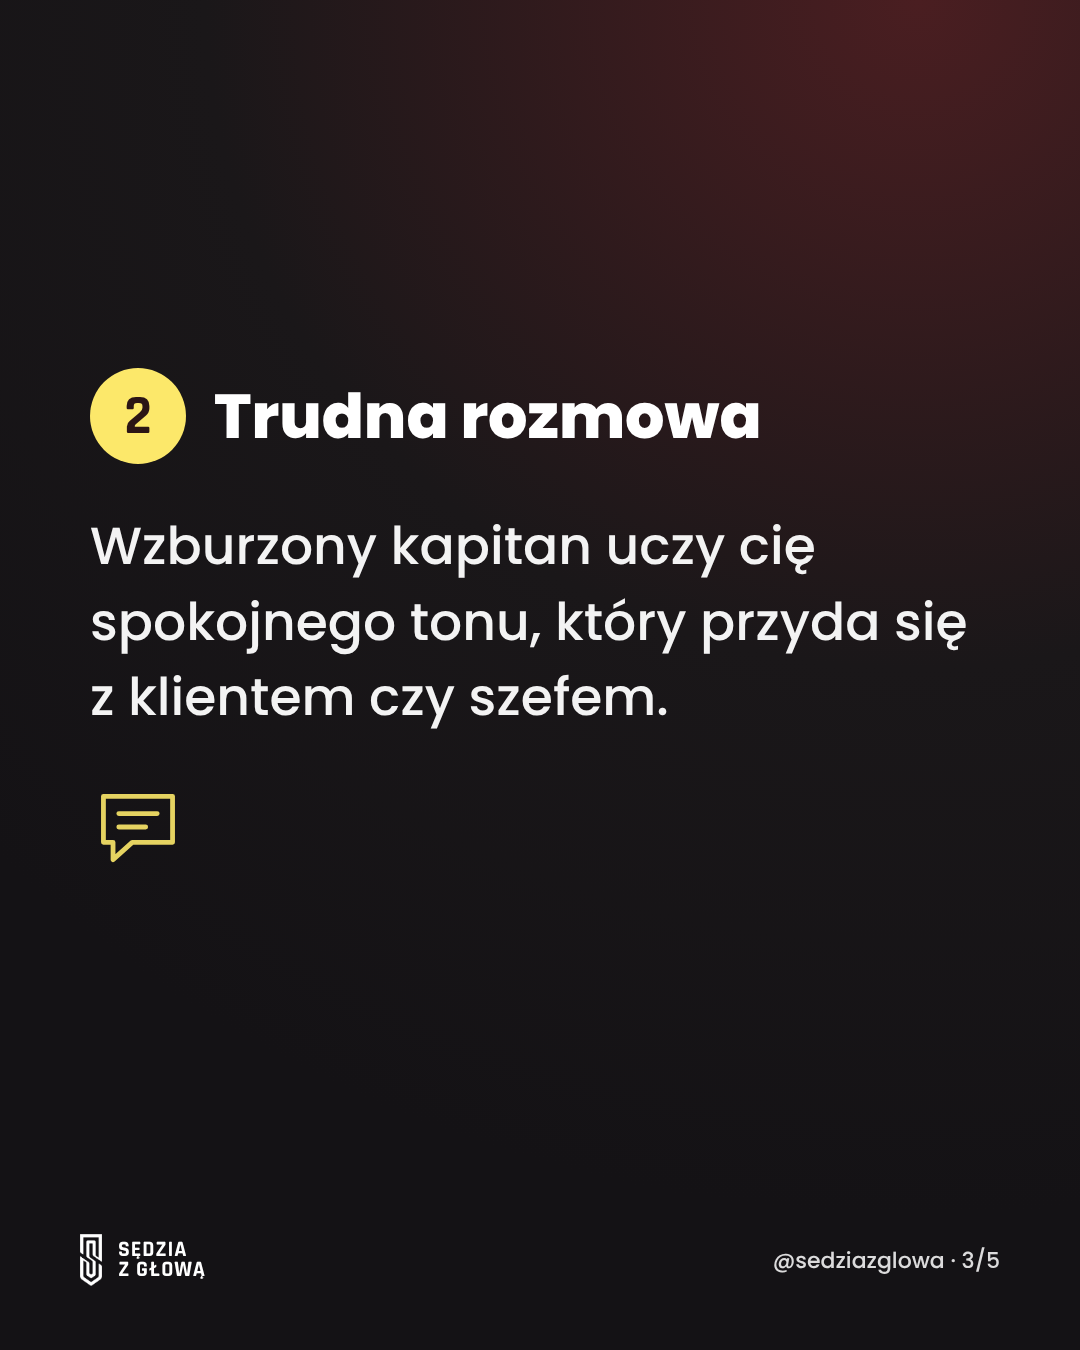 2
Trudna rozmowa
Wzburzony kapitan uczy cię
spokojnego tonu, który przyda się
z klientem czy szefem.
SĘDZIA
Z GŁOWĄ
@sedziazglowa · 3/5